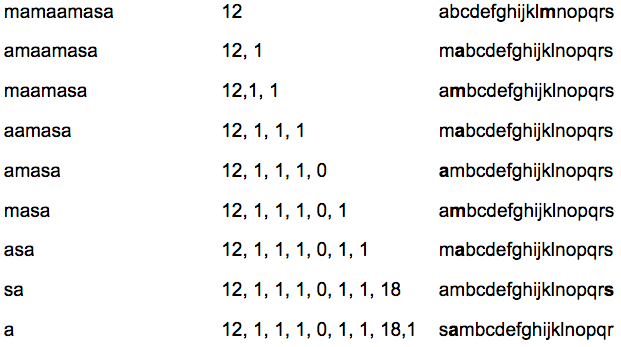 mamaamasa 12 abcdefghijklmnopqrs
amaamasa 12, 1 mabcdefghijklnopqrs
maamasa 12,1, 1 ambcdefghijklnopqrs
aamasa 12, 1, 1, 1 mabcdefghijklnopqrs
amasa 12, 1, 1, 1, 0 ambcdefghijklnopqrs
masa 12, 1, 1, 1, 0, 1 ambcdefghijklnopqrs
asa 12, 1, 1, 1, 0, 1, 1 mabcdefghijklnopqrs
sa 12, 1, 1, 1, 0, 1, 1, 18 ambcdefghijklnopqrs
a 12, 1, 1, 1, 0, 1, 1, 18,1 sambcdefghijklnopqr